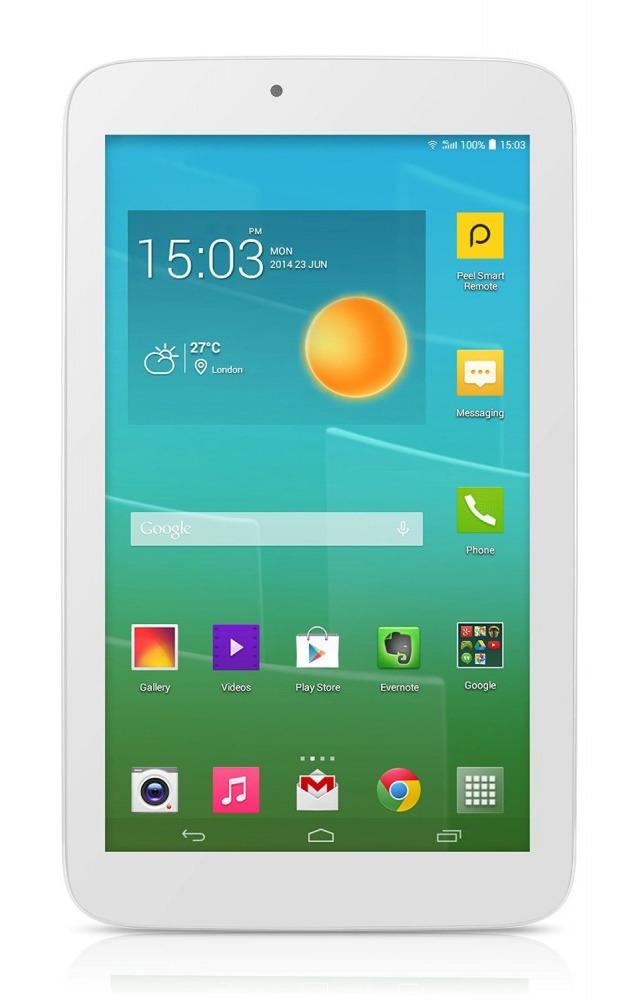 100% 15:03
PM
15:03
MON
2014 23 JUN
27°C
London
Peel Smart
Remote
Messaging
Google
Phone
Gallery
Videos
Play Store
Evernote
Google